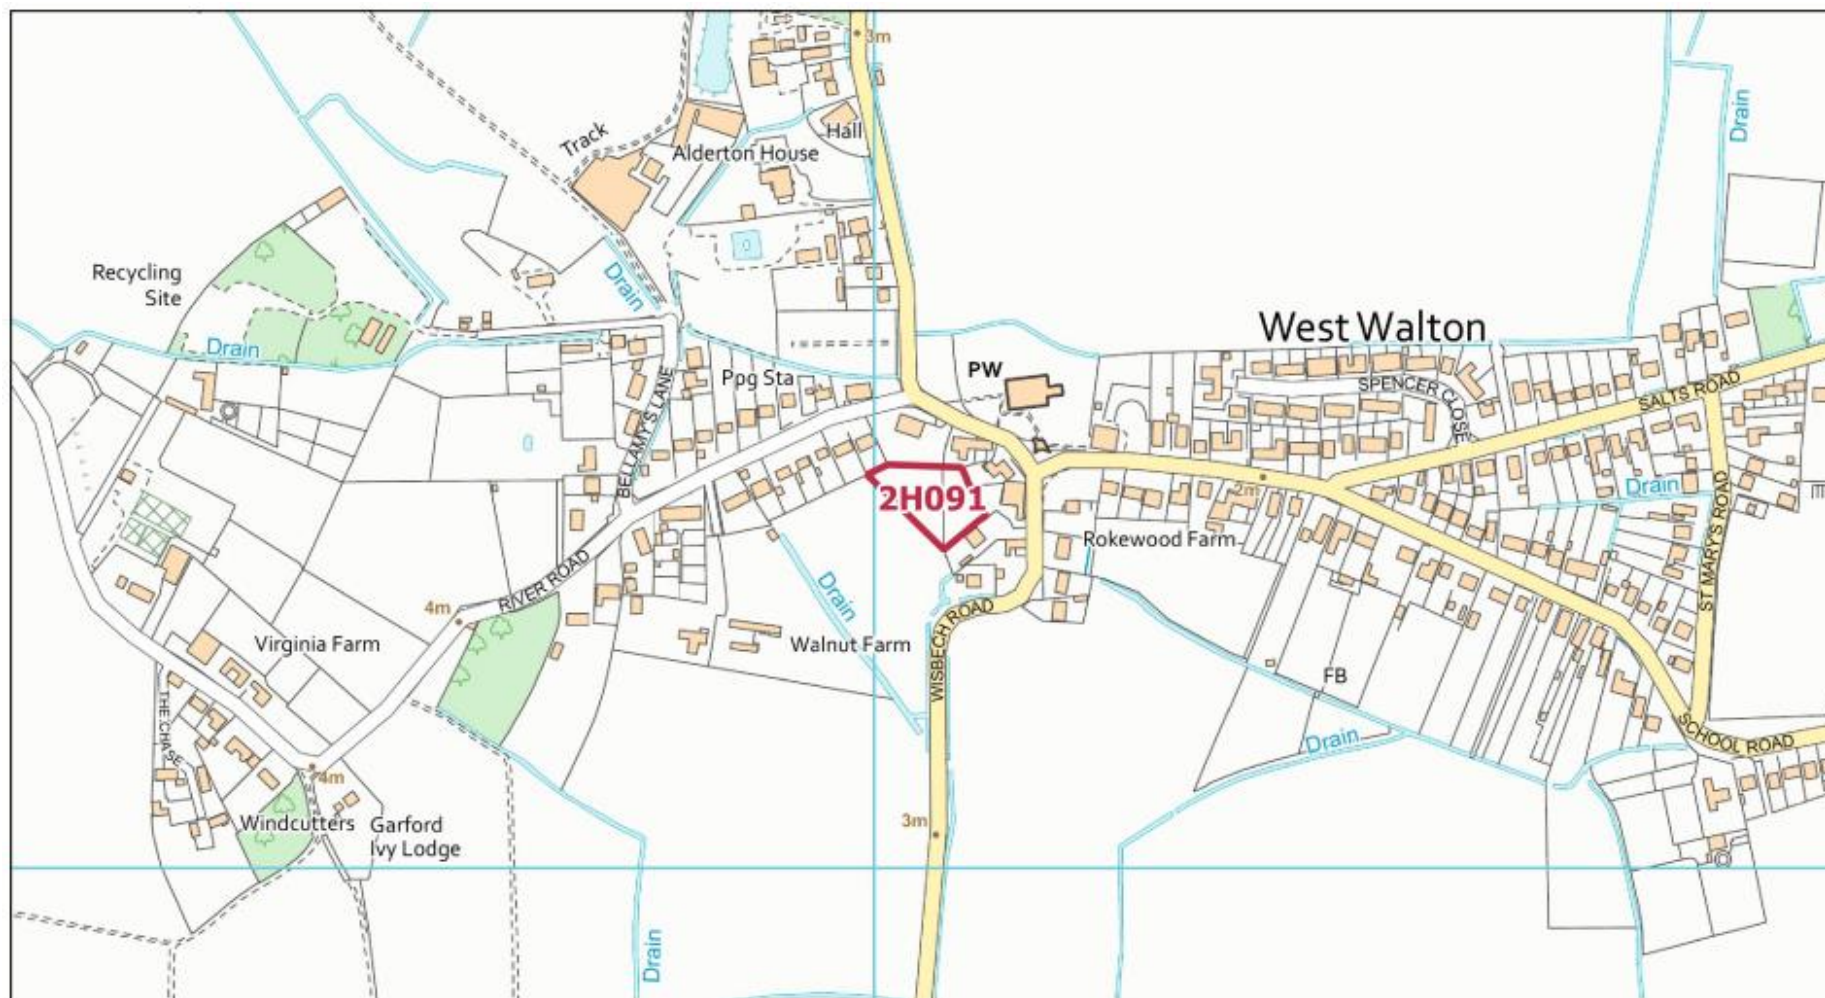 3m
Drain
Hall
Track
Alderton House
Recycling
Site
Drain
West Walton
Drain
PW
Ppg Sta
SPENCER CLOSE
SALTS ROAD
BELLAMY'S LANE
2H091
2m
Drain
Rokewood Farm
ST MARY'S ROAD
RIVER ROAD
Drain
4m
WISBECH ROAD
Virginia Farm
Walnut Farm
FB
THE CHASE
SCHOOL ROAD
Drain
4m
Windcutters
Garford
Ivy Lodge
3m
Drain